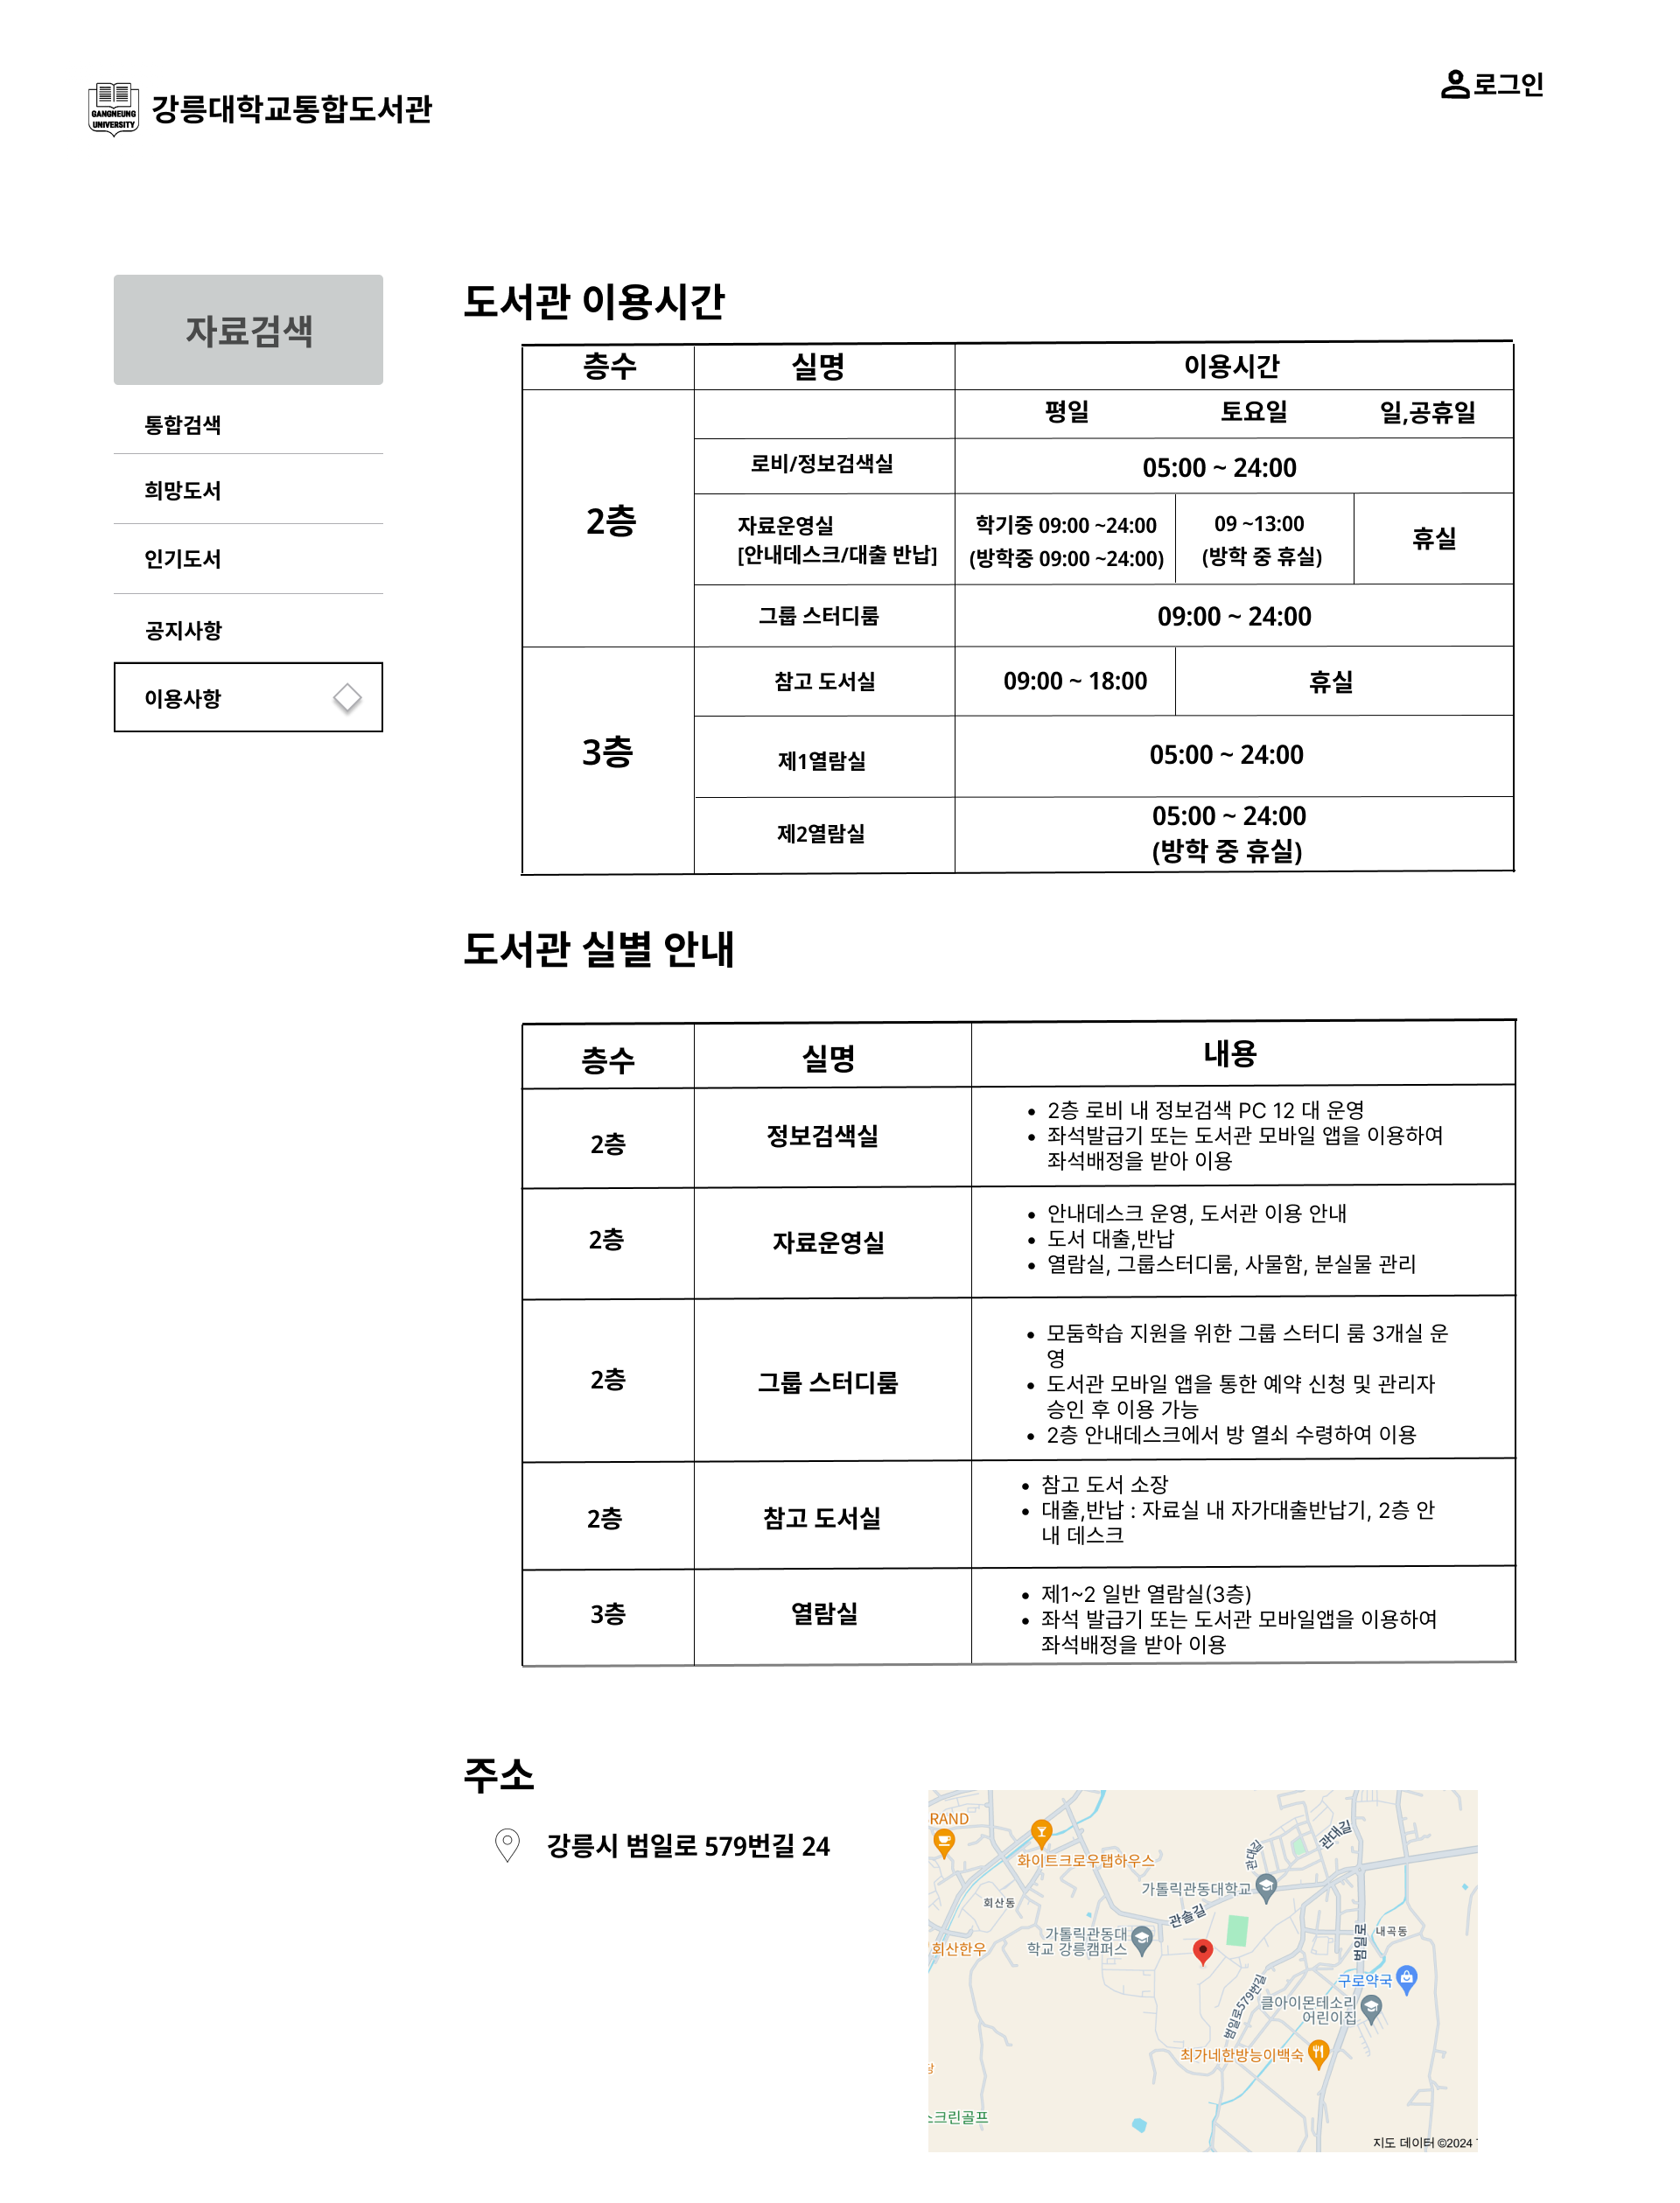 GANGNEUNG
UNIVERSITY
강릉대학교통합도서관
로그인
자료검색
통합검색
희망도서
인기도서
공지사항
이용사항
도서관 이용시간
층수 실명 이용시간
평일 토요일 일,공휴일
2층
로비/정보검색실 05:00 ~ 24:00
자료운영실
[안내데스크/대출 반납]
학기중 09:00 ~24:00
(방학중 09:00 ~24:00)
09 ~13:00
(방학 중 휴실)
휴실
그룹 스터디룸 09:00 ~ 24:00
3층
참고 도서실 09:00 ~ 18:00 휴실
제1열람실 05:00 ~ 24:00
제2열람실
05:00 ~ 24:00
(방학 중 휴실)
도서관 실별 안내
층수 실명 내용
2층 정보검색실
• 2층 로비 내 정보검색 PC 12 대 운영
• 좌석발급기 또는 도서관 모바일 앱을 이용하여
좌석배정을 받아 이용
2층 자료운영실
• 안내데스크 운영, 도서관 이용 안내
• 도서 대출,반납
• 열람실, 그룹스터디룸, 사물함, 분실물 관리
2층 그룹 스터디룸
• 모둠학습 지원을 위한 그룹 스터디 룸 3개실 운
영
• 도서관 모바일 앱을 통한 예약 신청 및 관리자
승인 후 이용 가능
• 2층 안내데스크에서 방 열쇠 수령하여 이용
2층 참고 도서실
• 참고 도서 소장
• 대출,반납 : 자료실 내 자가대출반납기, 2층 안
내 데스크
3층 열람실
• 제1~2 일반 열람실(3층)
• 좌석 발급기 또는 도서관 모바일앱을 이용하여
좌석배정을 받아 이용
주소
강릉시 범일로 579번길 24
RAND
화이트크로우탭하우스
관대길
관대길
가톨릭관동대학교
회산동
관솔길
가톨릭관동대
학교 강릉캠퍼스
회산한우
범일로
내곡동
구로약국
범일로579번길
클아이몬테소리
어린이집
최가네한방능이백숙
스크린골프
지도 데이터 ©2024